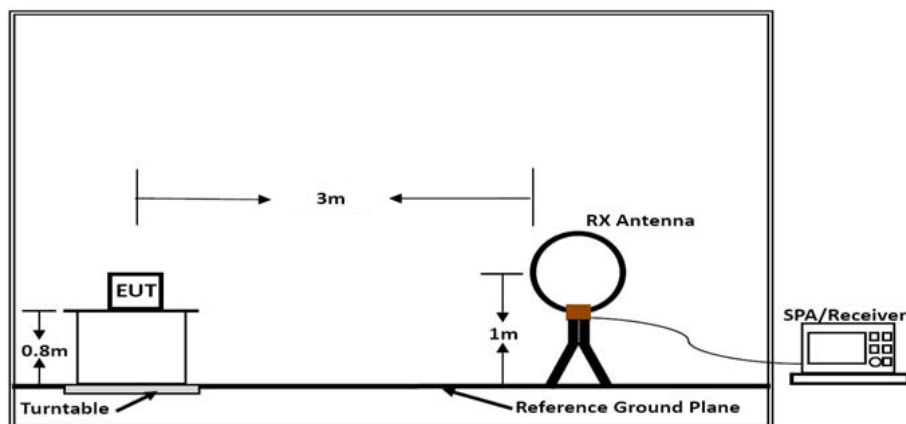 3m
RX Antenna
EUT
SPA/Receiver
0.8m
1m
Turntable
Reference Ground Plane